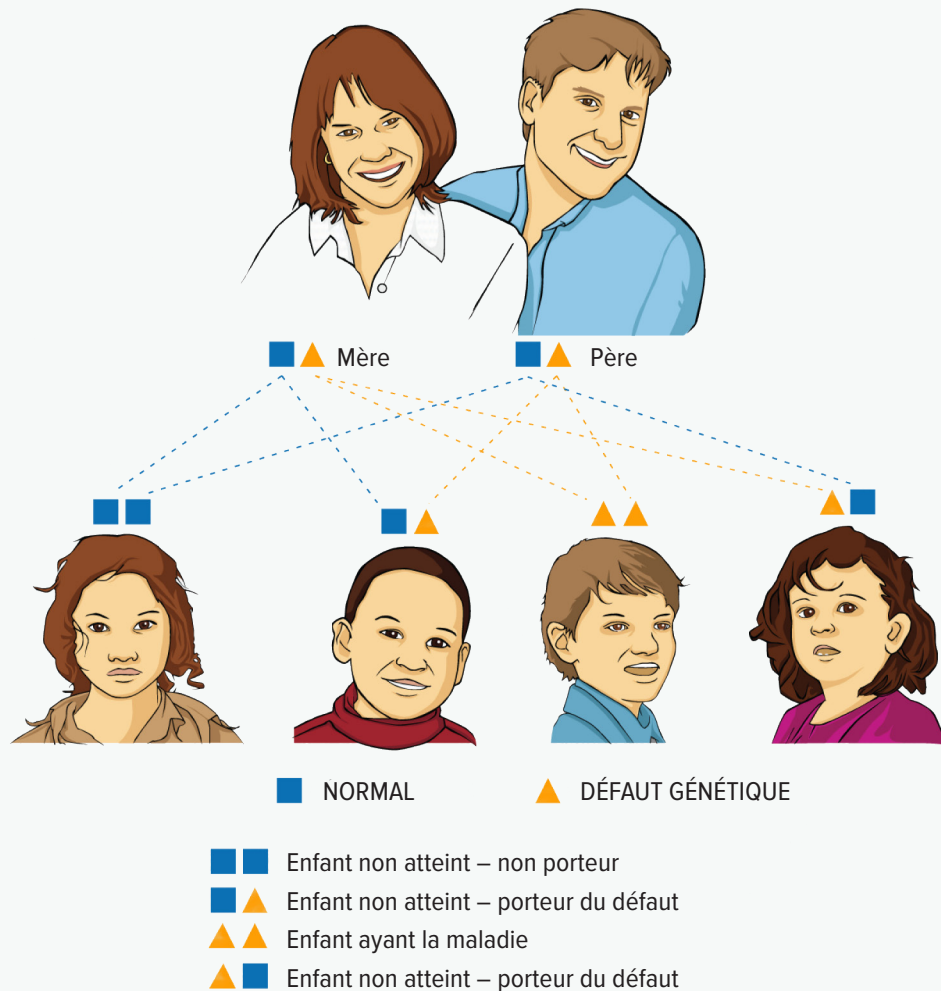 Mère Père
NORMAL DÉFAUT GÉNÉTIQUE
Enfant non atteint – non porteur
Enfant non atteint – porteur du défaut
Enfant ayant la maladie
Enfant non atteint – porteur du défaut